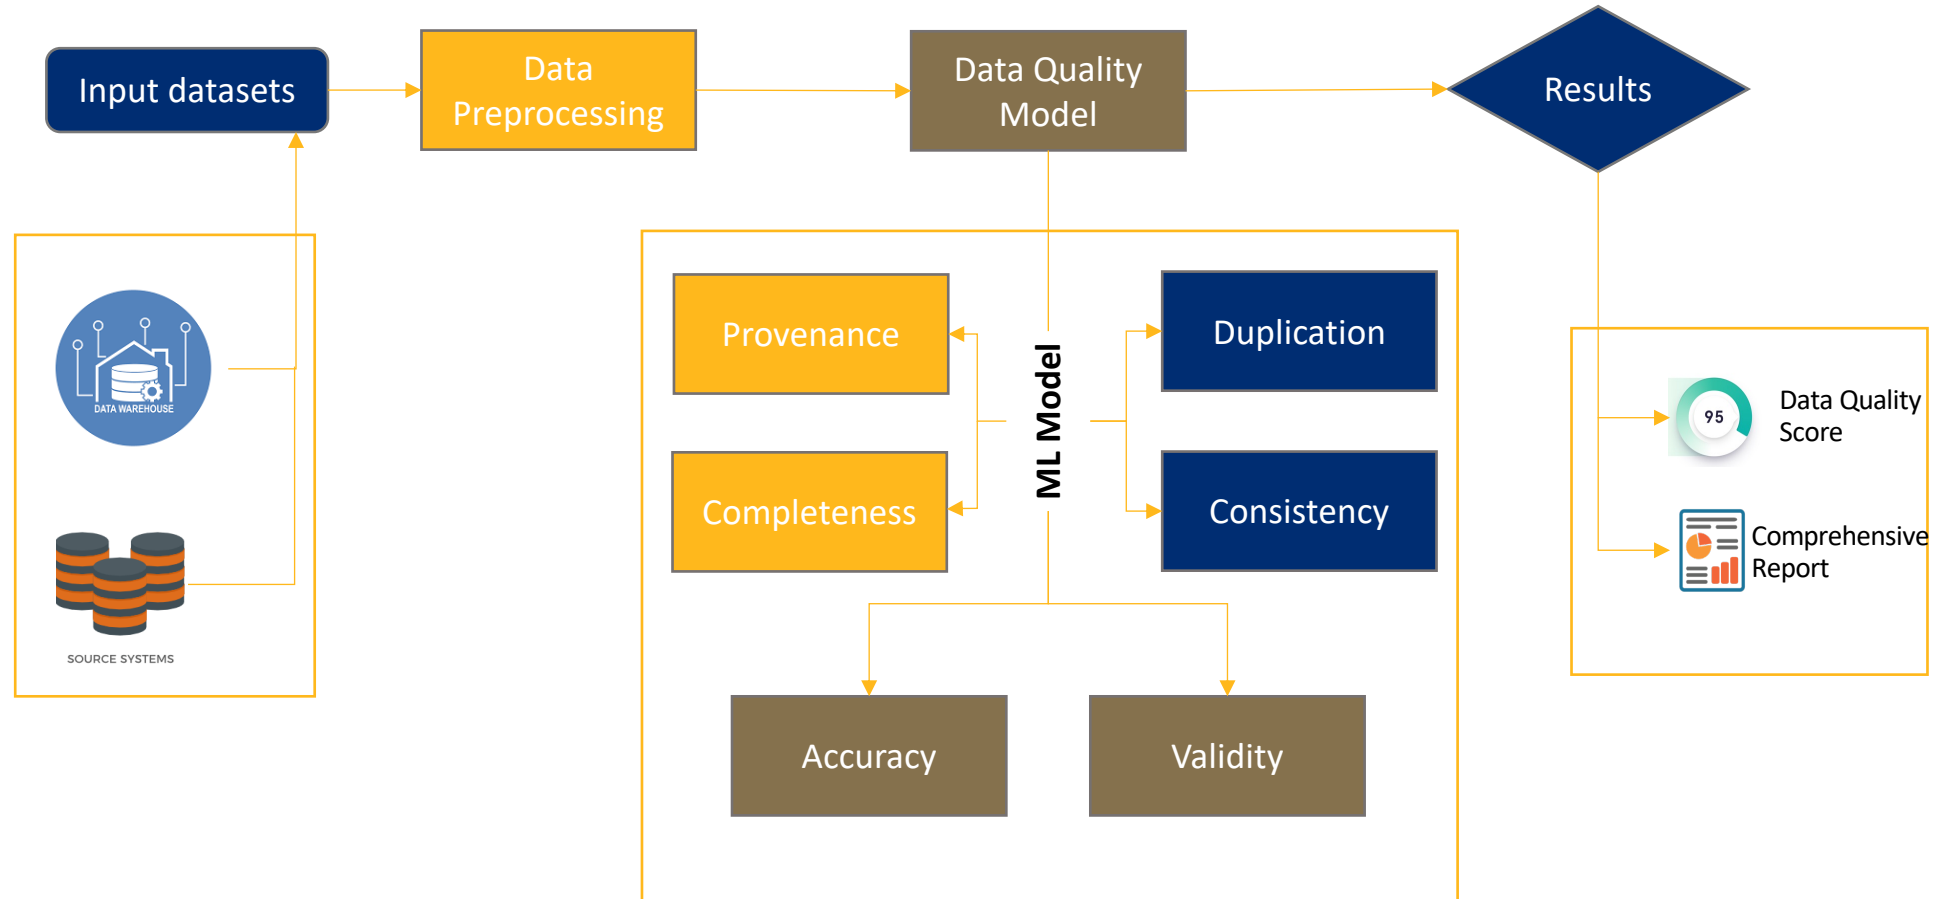 Input datasets
Data
Preprocessing
Data Quality
Model
Results
DATA WAREHOUSE
SOURCE SYSTEMS
Provenance
Duplication
ML Model
Completeness
Consistency
Accuracy
Validity
95
Data Quality
Score
Comprehensive
Report